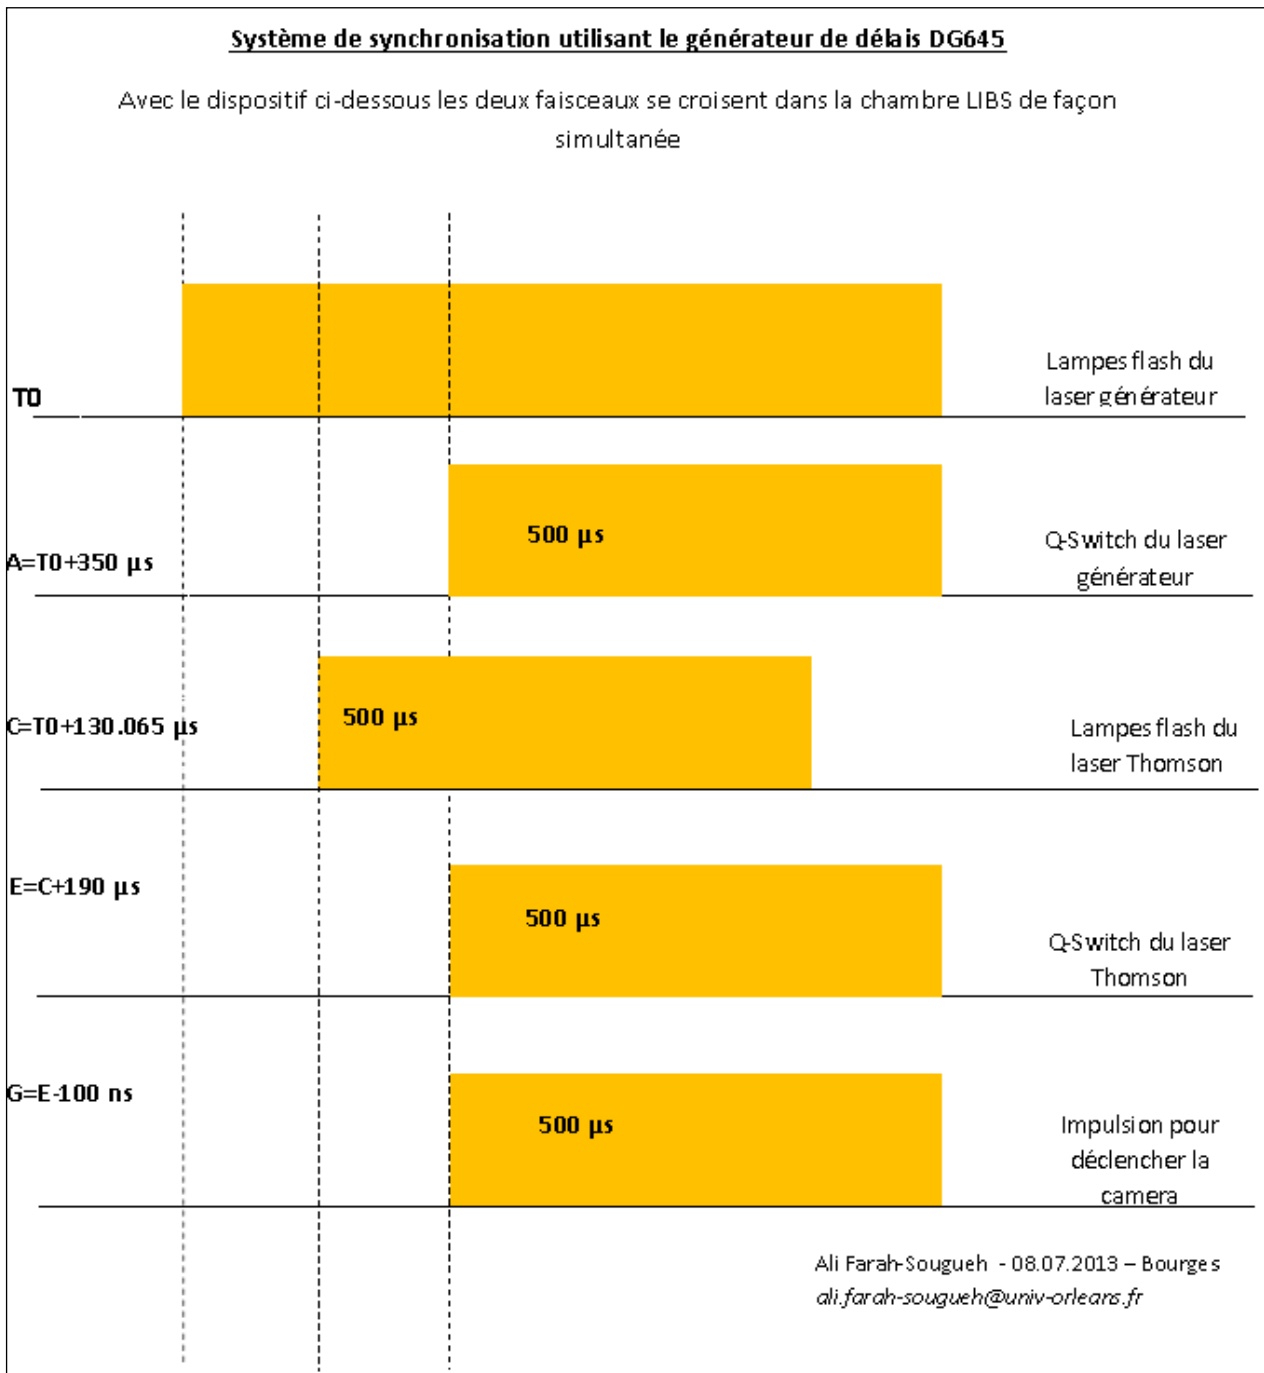 Système de synchronisation utilisant le générateur de délais DG645
Avec le dispositif ci-dessous les deux faisceaux se croisent dans la chambre LIBS de façon
simultanée
T0
Lampes flash du
laser générateur
A=T0+350 µs
500 µs
Q-Switch du laser
générateur
C=T0+130.065 µs
500 µs
Lampes flash du
laser Thomson
E=C+190 µs
500 µs
Q-Switch du laser
Thomson
G=E-100 ns
500 µs
Impulsion pour
déclencher la
camera
Ali Farah-Sougueh - 08.07.2013 – Bourges
ali.farah-sougueh@univ-orleans.fr